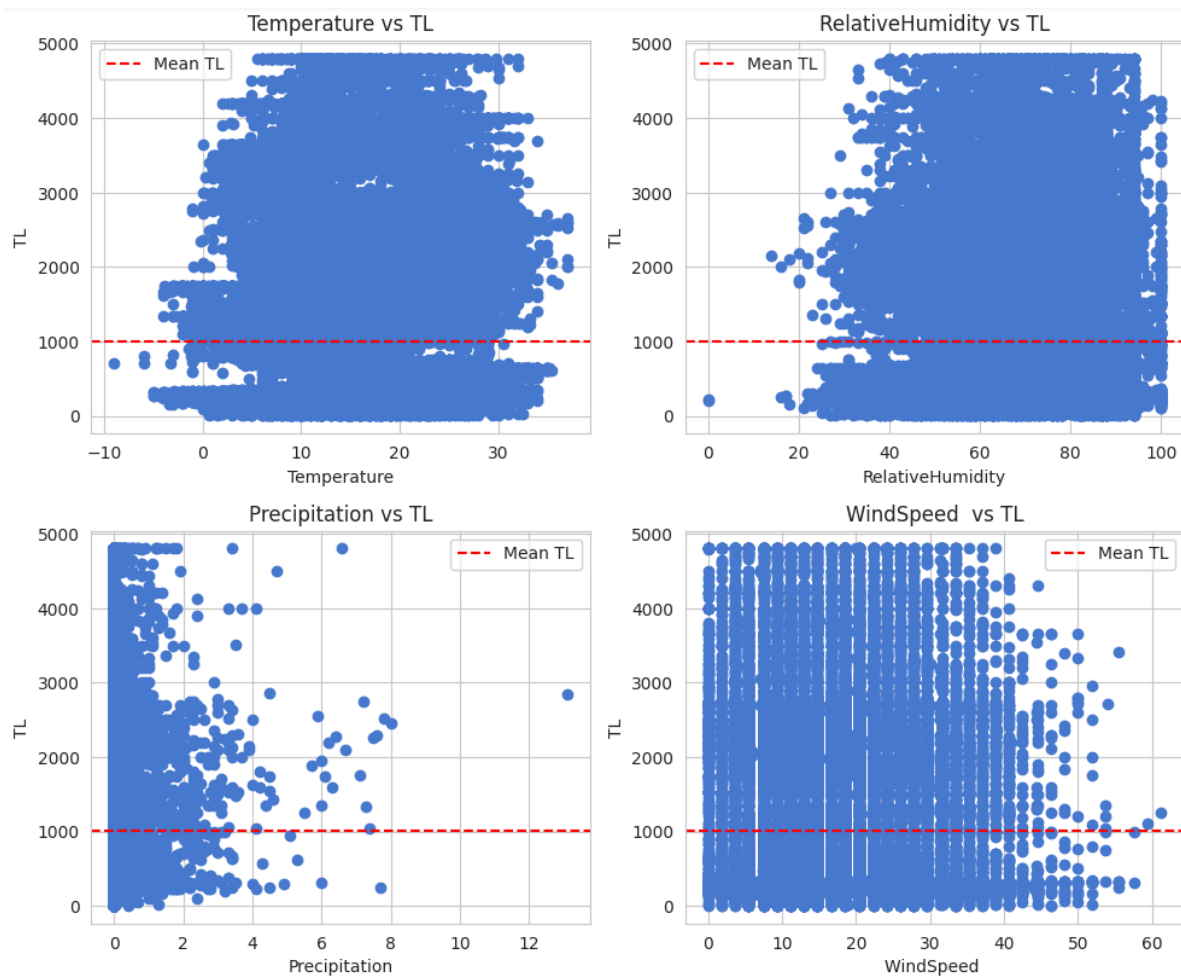 Temperature vs TL
5000
4000
3000
2000
1000
0
TL
Mean TL
−10 0 10 20 30
Temperature
RelativeHumidity vs TL
5000
4000
3000
2000
1000
0
TL
Mean TL
0 20 40 60 80 100
RelativeHumidity
Precipitation vs TL
5000
4000
3000
2000
1000
0
TL
Mean TL
0 2 4 6 8 10 12
Precipitation
WindSpeed  vs TL
5000
4000
3000
2000
1000
0
TL
Mean TL
0 10 20 30 40 50 60
WindSpeed